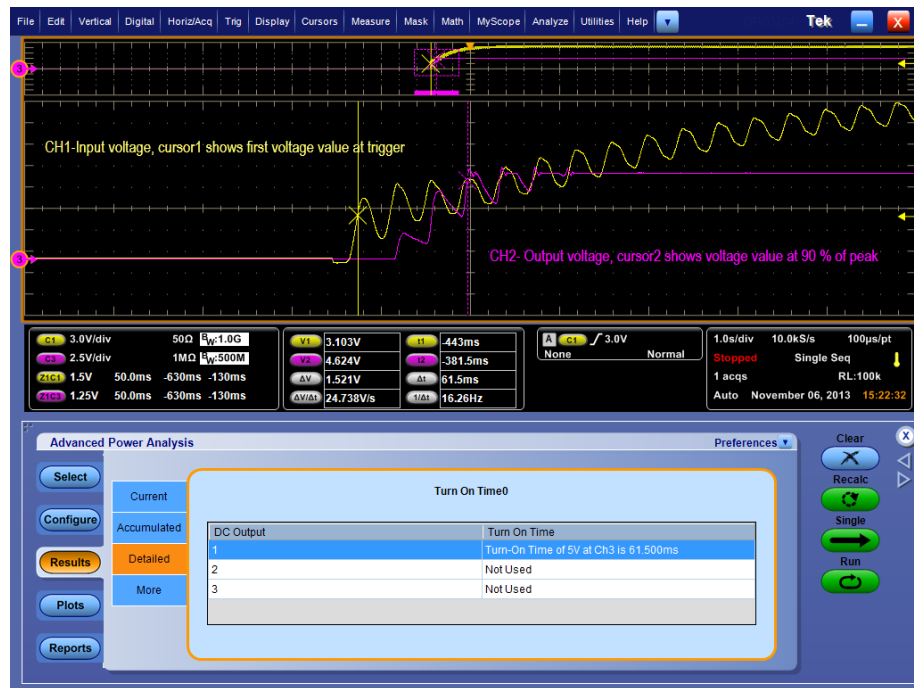 File Edit Vertical Digital Horiz/Acq Trig Display Cursors Measure Mask Math MyScope Analyze Utilities Help Tek X
3
CH1-Input voltage, cursor1 shows first voltage value at trigger
3
CH2- Output voltage, cursor2 shows voltage value at 90 % of peak
C1 3.0V/div 50Ω BW:1.0G
C3 2.5V/div 1MΩ BW:500M
Z1C1 1.5V 50.0ms -630ms -130ms
Z1C3 1.25V 50.0ms -630ms -130ms
V1 3.103V t1 -443ms
V2 4.624V t2 -381.5ms
ΔV 1.521V Δt 61.5ms
ΔV/Δt 24.738V/s 1/Δt 16.26Hz
A C1 3.0V
None Normal
1.0s/div 10.0kS/s 100µs/pt
Stopped Single Seq
1 acqs RL:100k
Auto November 06, 2013 15:22:32
Advanced Power Analysis Preferences
Select
Configure
Results
Plots
Reports
Current
Accumulated
Detailed
More
Turn On Time0
DC Output Turn On Time
1 Turn-On Time of 5V at Ch3 is 61.500ms
2 Not Used
3 Not Used
Clear X
Recalc
Single
Run